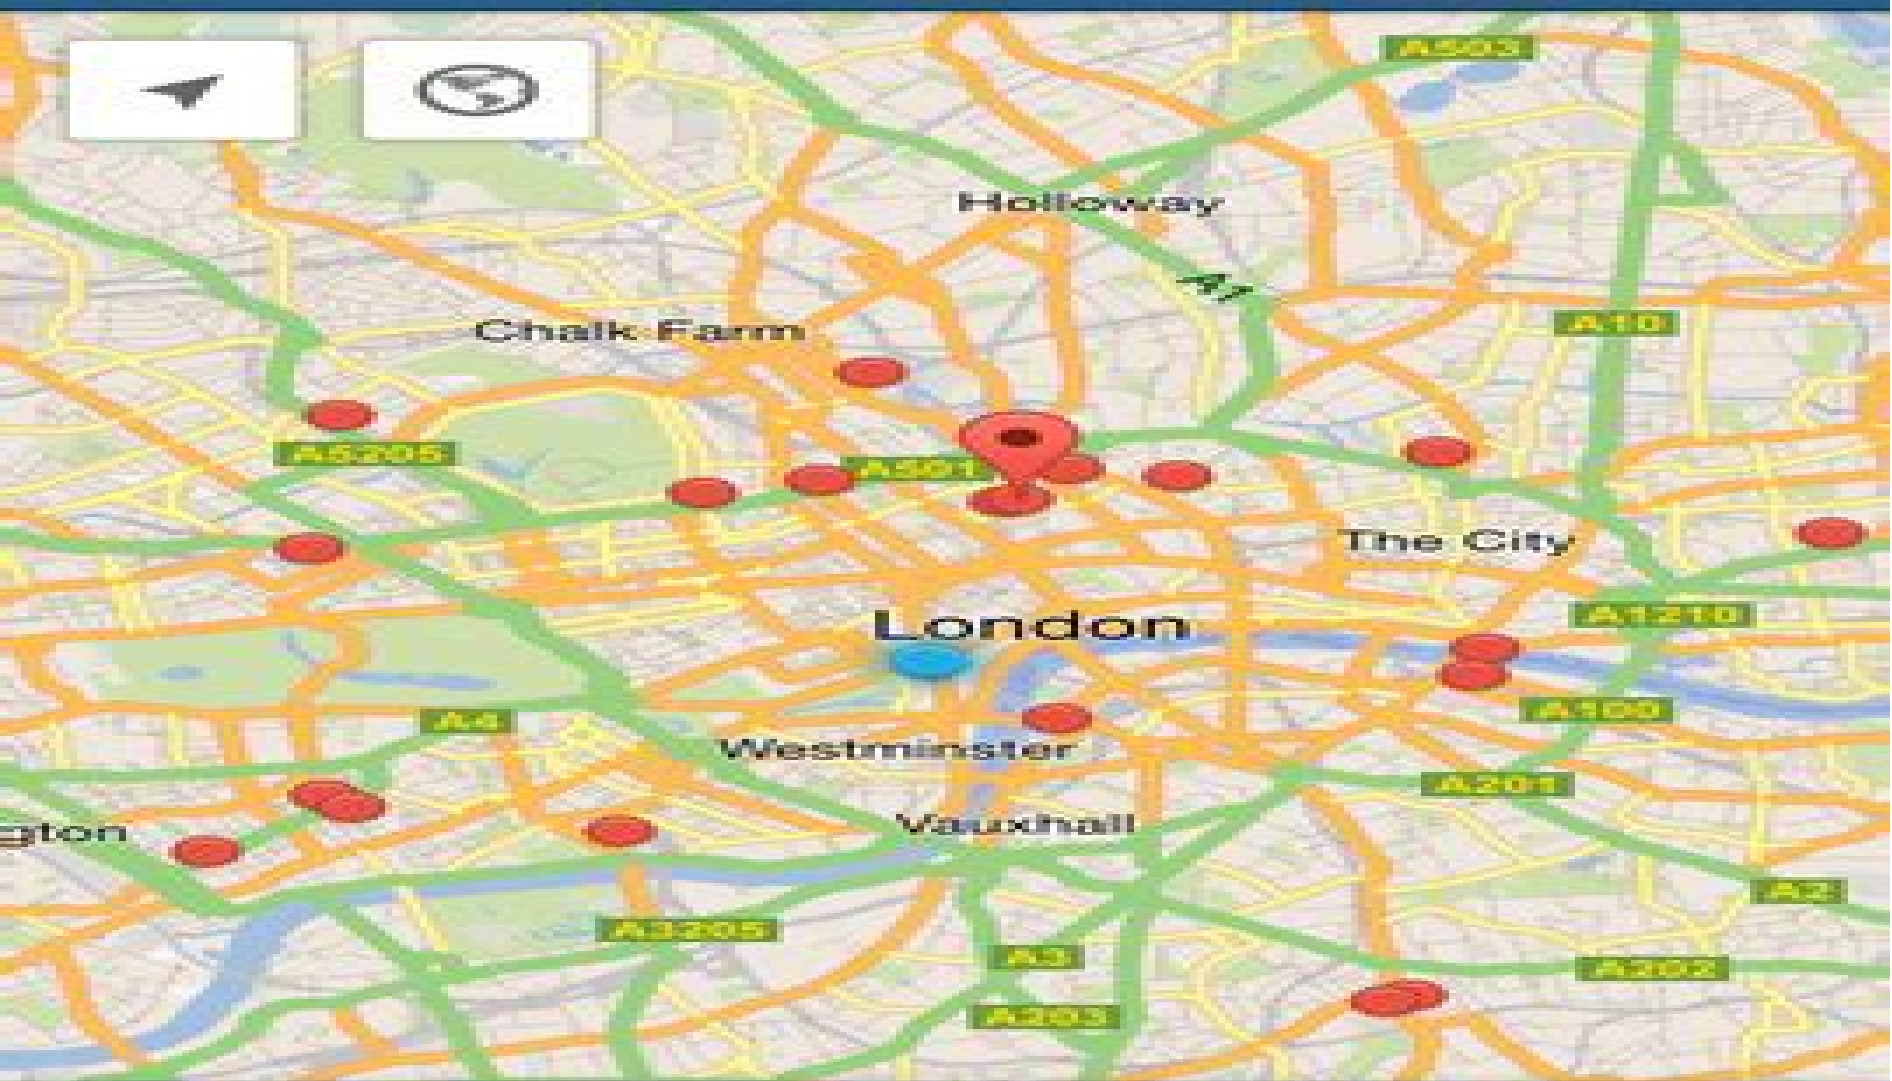 A503
Holloway
A1
Chalk Farm
A10
A5205
A501
The City
A1210
London
A100
A4
Westminster
A201
gton
Vauxhall
A2
A3205
A3
A202
A203